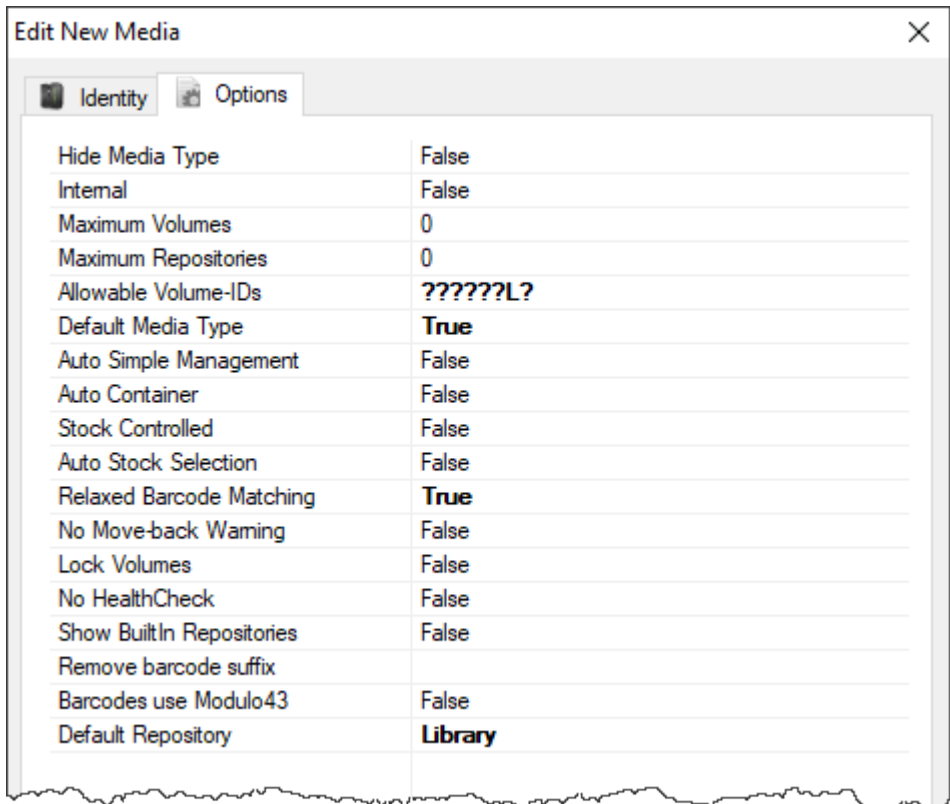 Edit New Media
Identity Options
Hide Media Type False
Internal False
Maximum Volumes 0
Maximum Repositories 0
Allowable Volume-IDs ??????L?
Default Media Type True
Auto Simple Management False
Auto Container False
Stock Controlled False
Auto Stock Selection False
Relaxed Barcode Matching True
No Move-back Warning False
Lock Volumes False
No HealthCheck False
Show BuiltIn Repositories False
Remove barcode suffix
Barcodes use Modulo43 False
Default Repository Library